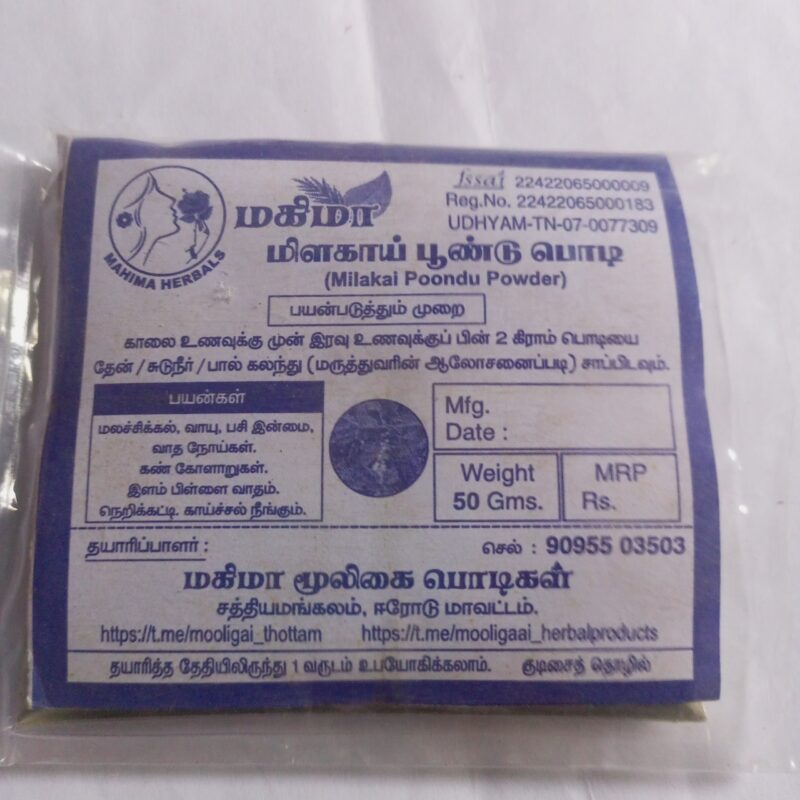 MAHIMA HERBALS
மகிமா
fssai 22422065000009
Reg.No. 22422065000183
UDHYAM-TN-07-0077309
மிளகாய் பூண்டு பொடி
(Milakai Poondu Powder)
பயன்படுத்தும் முறை
காலை உணவுக்கு முன் இரவு உணவுக்குப் பின் 2 கிராம் பொடியை
தேன் / சுடுநீர் / பால் கலந்து (மருத்துவரின் ஆலோசனைப்படி) சாப்பிடவும்.
பயன்கள்
மலச்சிக்கல், வாயு, பசி இன்மை,
வாத நோய்கள்.
கண் கோளாறுகள்.
இளம் பிள்ளை வாதம்.
நெறிக்கட்டி. காய்ச்சல் நீங்கும்.
Mfg.
Date :
Weight
50 Gms.
MRP
Rs.
தயாரிப்பாளர் :
செல் : 90955 03503
மகிமா மூலிகை பொடிகள்
சத்தியமங்கலம், ஈரோடு மாவட்டம்.
https://t.me/mooligai_thottam https://t.me/mooligaai_herbalproducts
தயாரித்த தேதியிலிருந்து 1 வருடம் உபயோகிக்கலாம். குடிசைத் தொழில்